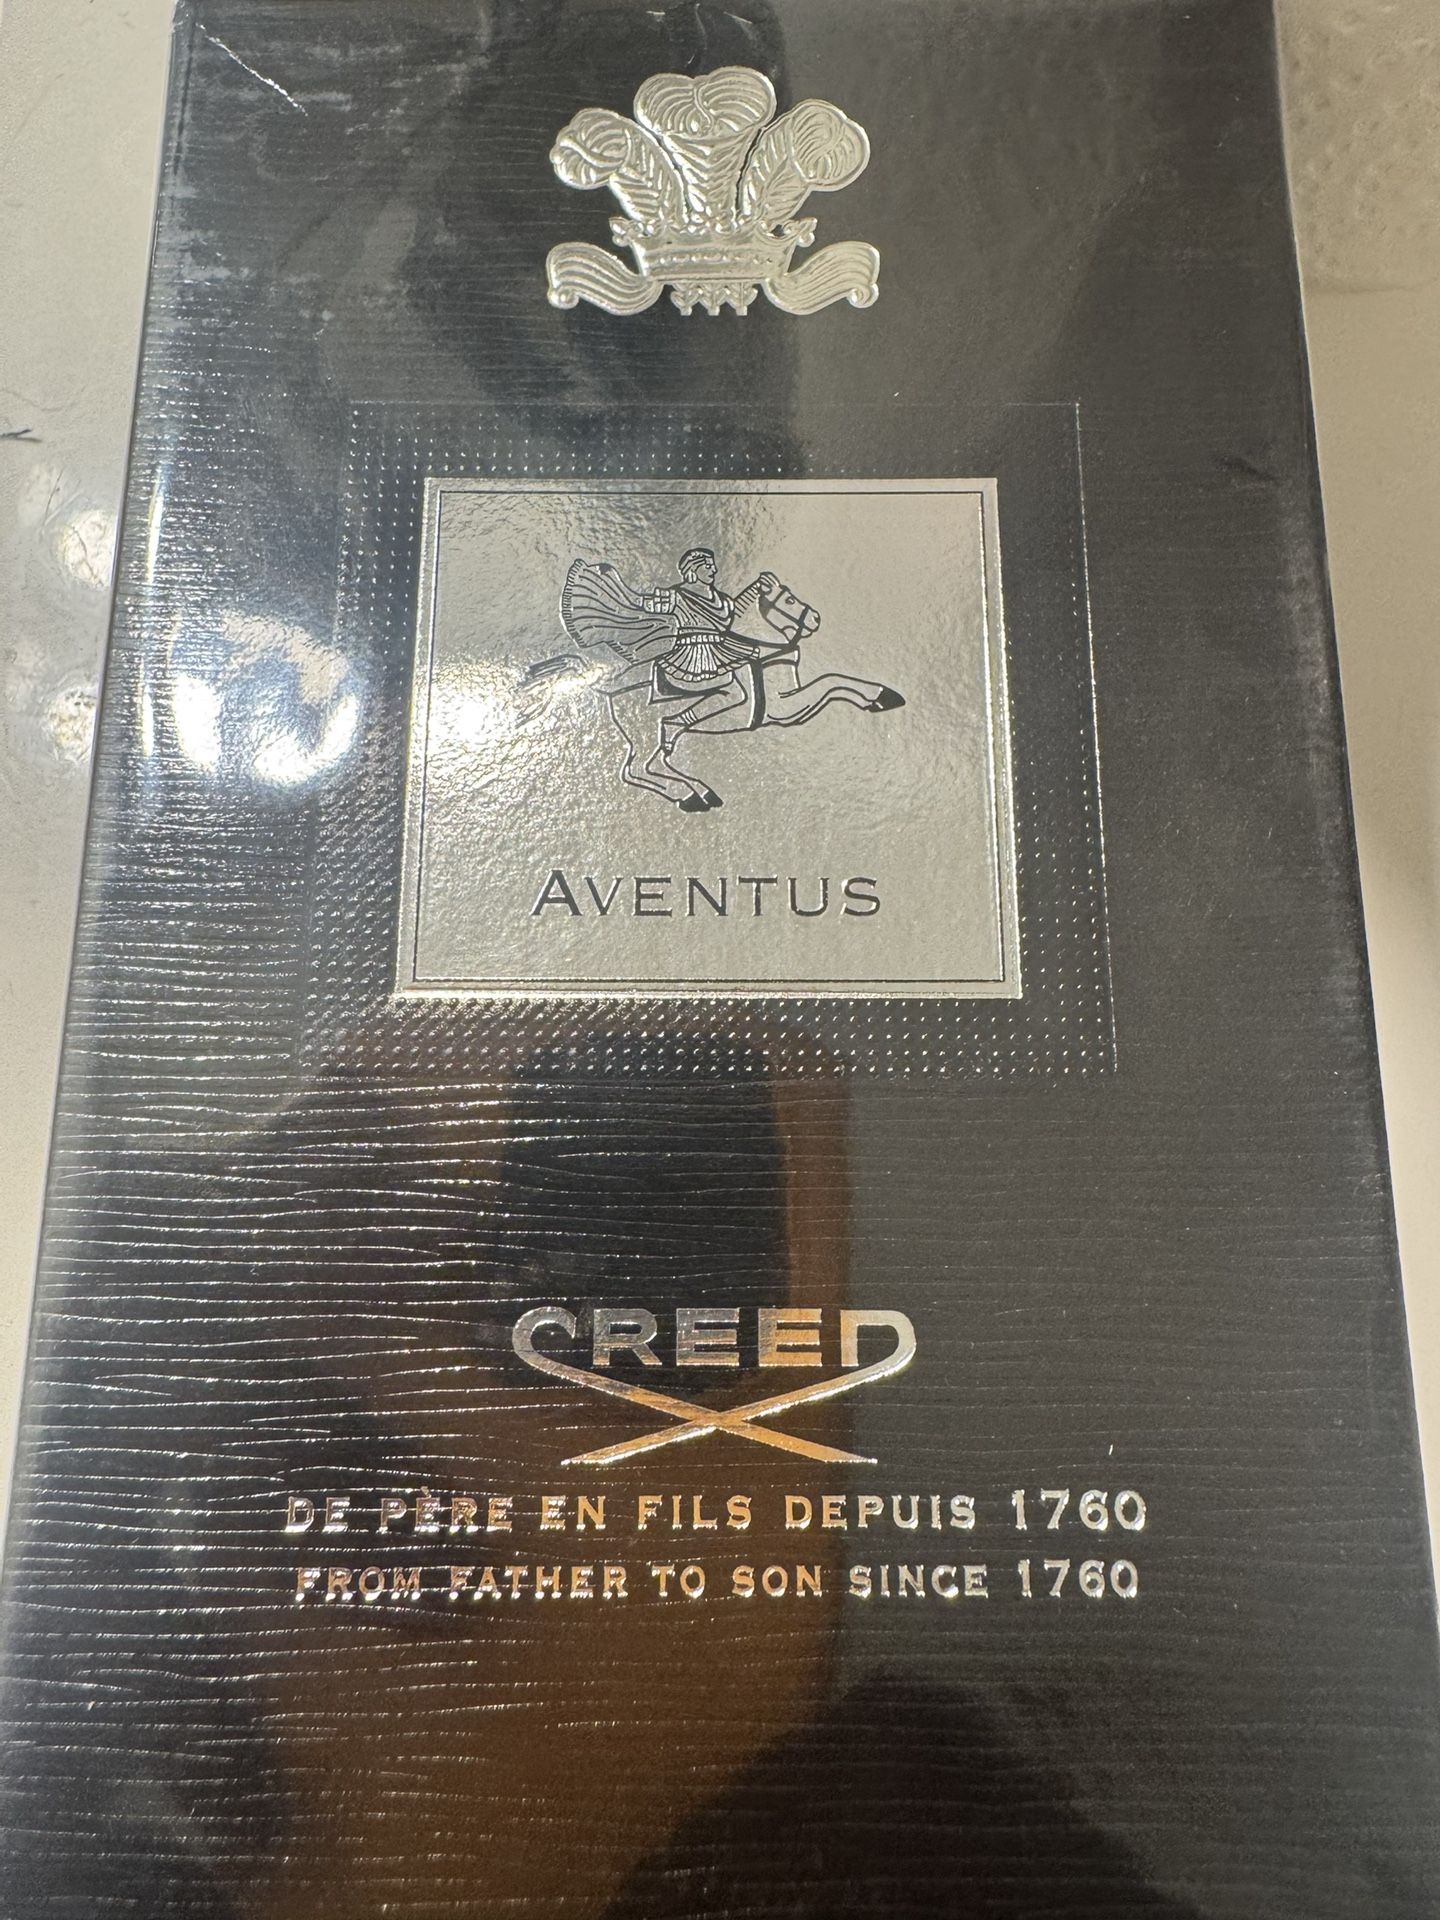 AVENTUS
CREED
DE PÈRE EN FILS DEPUIS 1760
FROM FATHER TO SON SINCE 1760